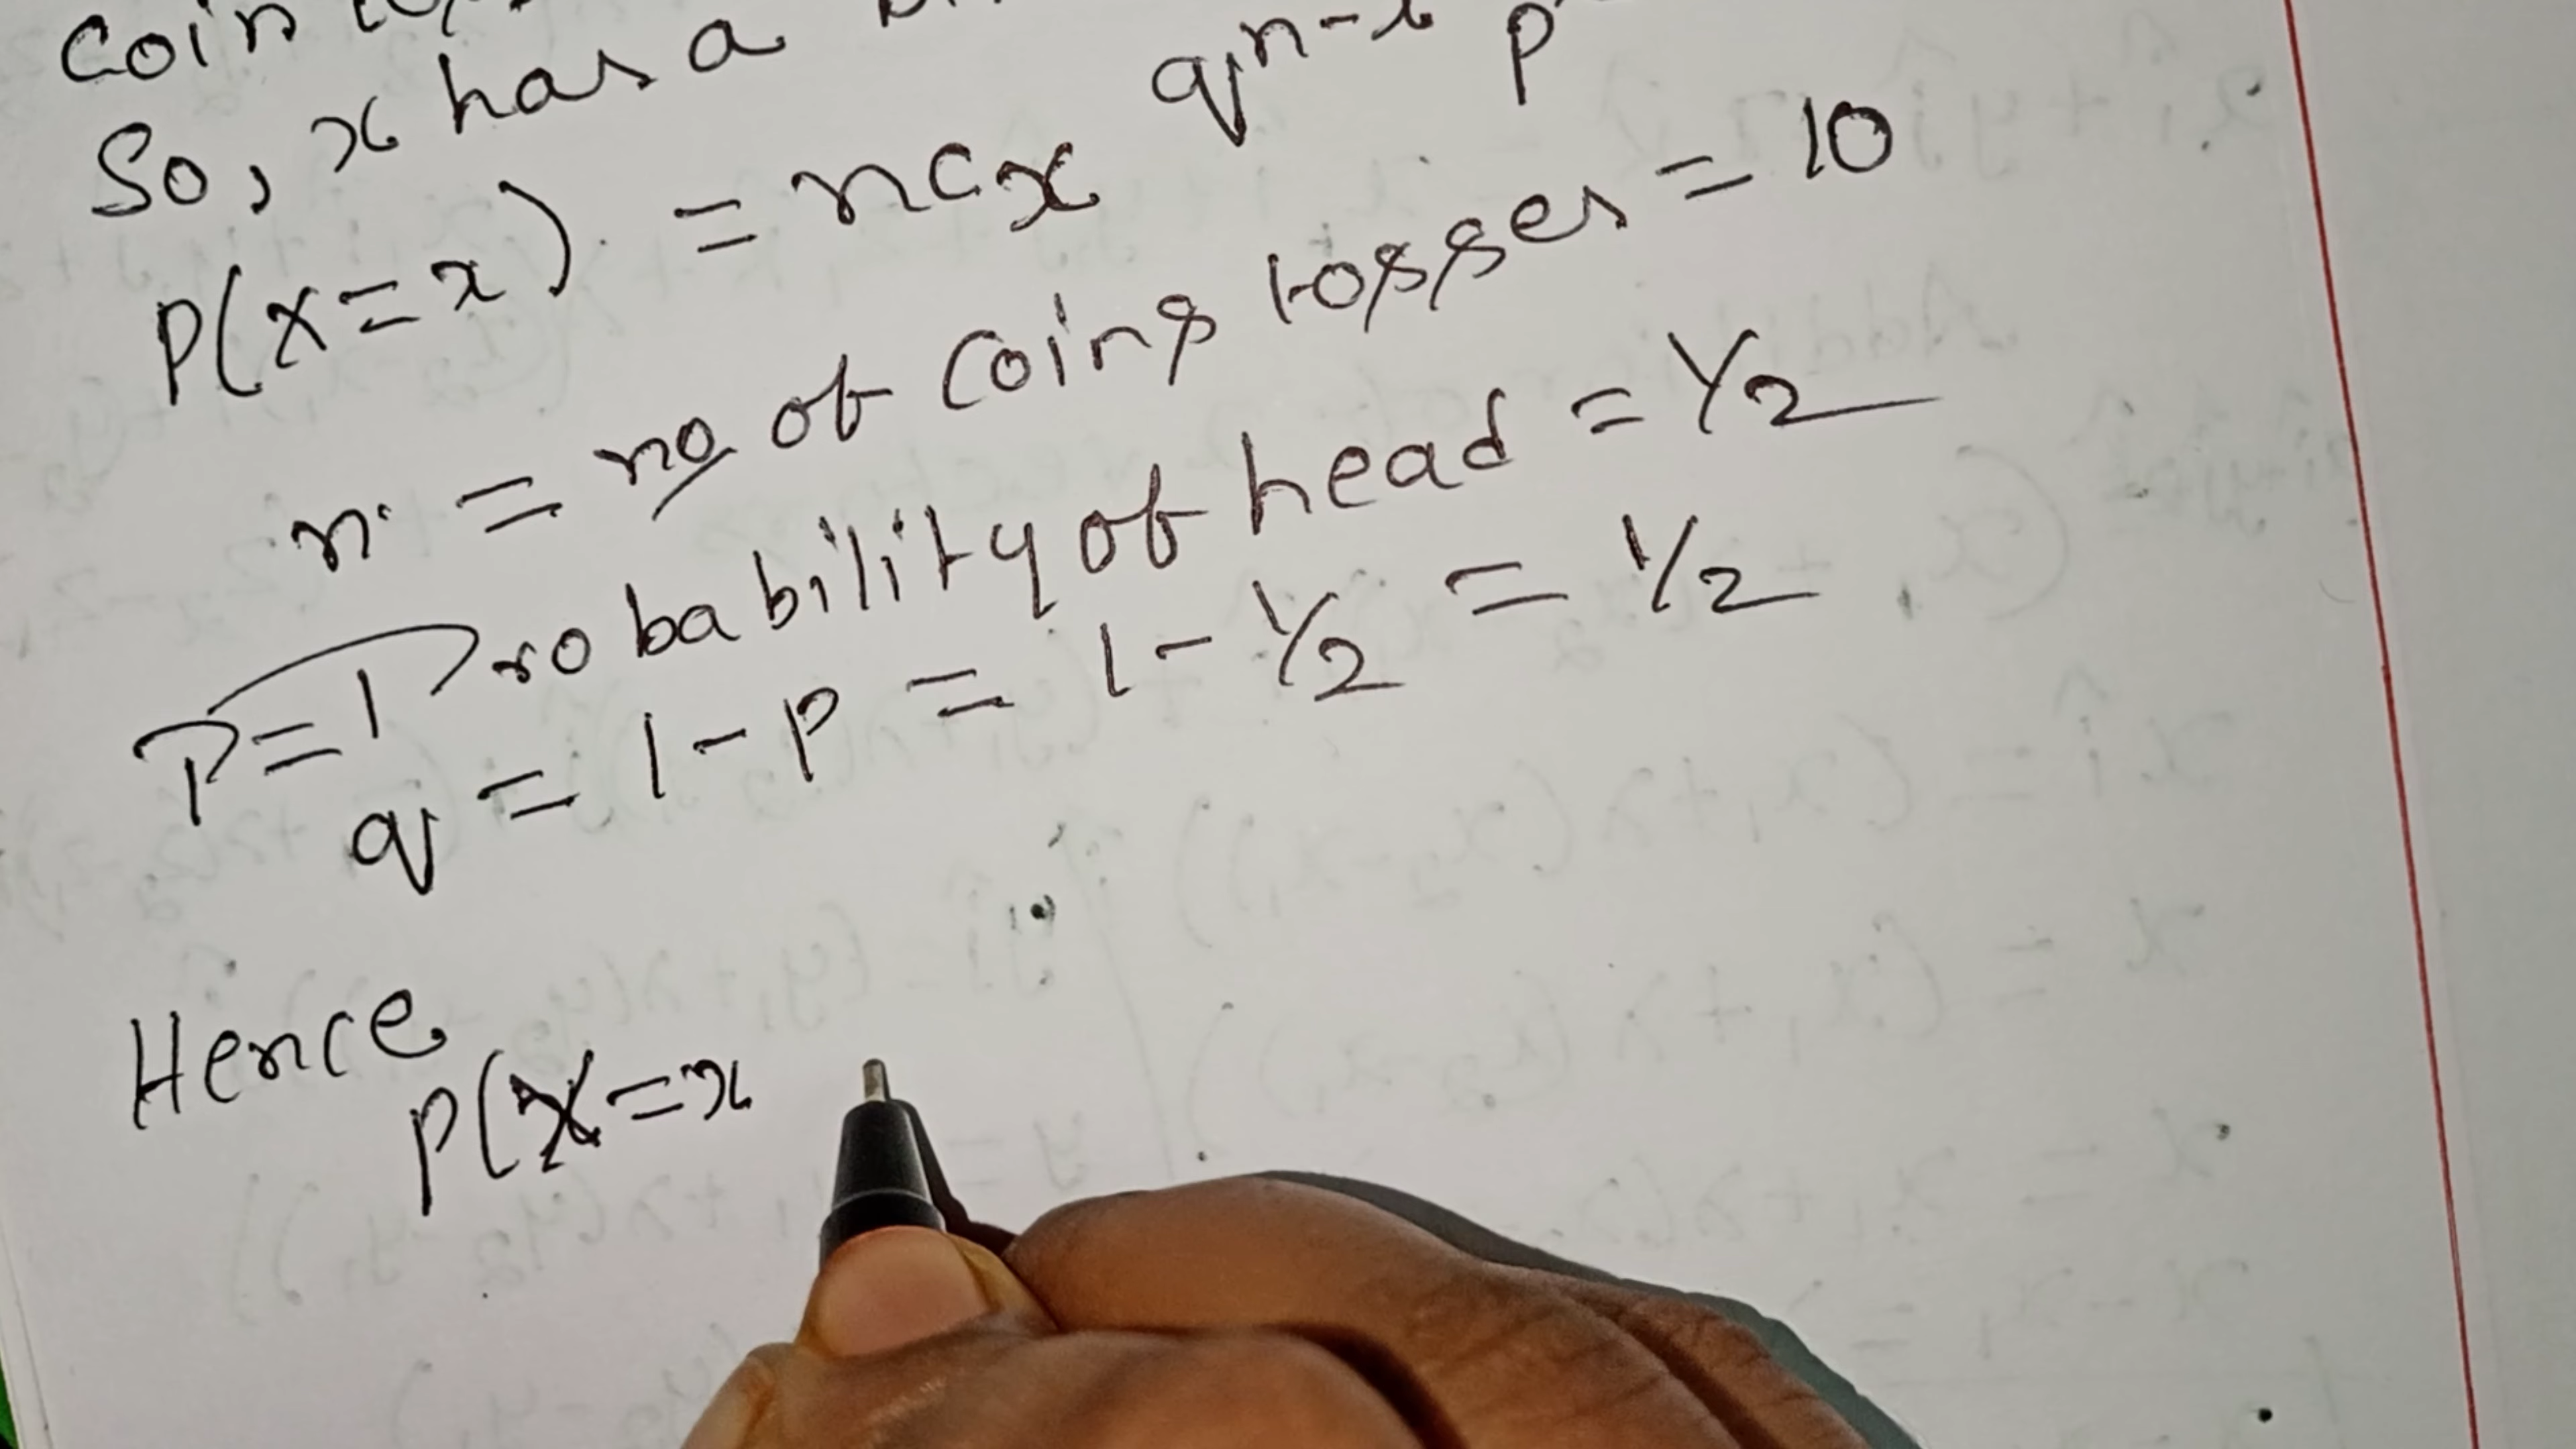 Coin
So, x has a
P(X=x) = ncx q^n-x p
n = no of Coins tosses = 10
P = Probability of head = 1/2
q = 1-p = 1 - 1/2 = 1/2
Hence
P(X=x